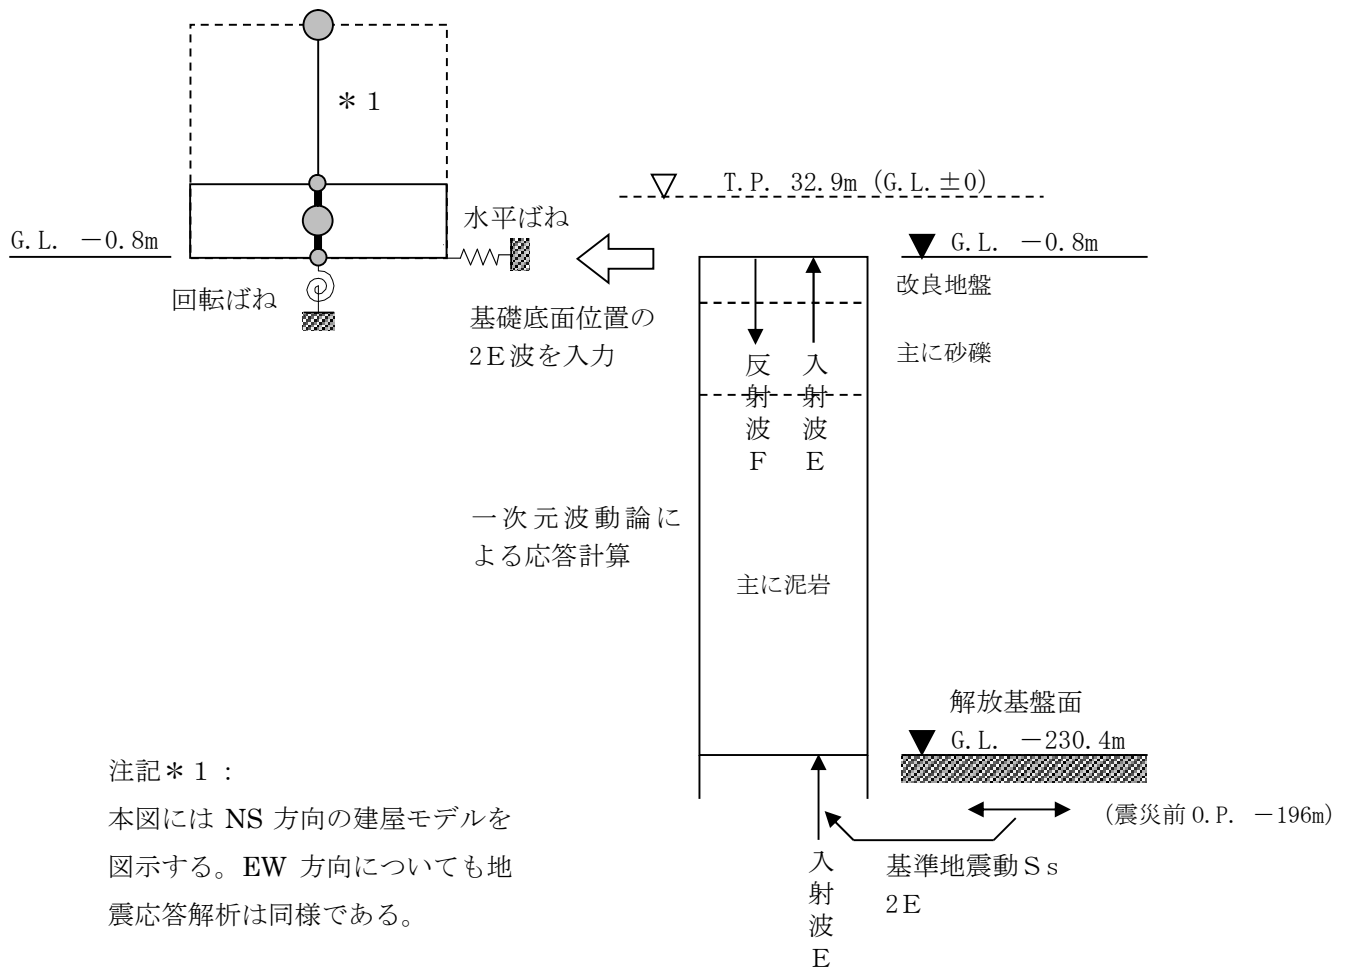 ＊1
T.P. 32.9m (G.L.±0)
水平ばね
G.L. －0.8m
G.L. －0.8m
回転ばね
改良地盤
基礎底面位置の
2E波を入力
主に砂礫
反射波F
入射波E
一次元波動論に
よる応答計算
主に泥岩
解放基盤面
G.L. －230.4m
(震災前 O.P. －196m)
基準地震動Ｓｓ
2E
入射波E
注記＊1：
本図には NS 方向の建屋モデルを
図示する。EW 方向についても地
震応答解析は同様である。